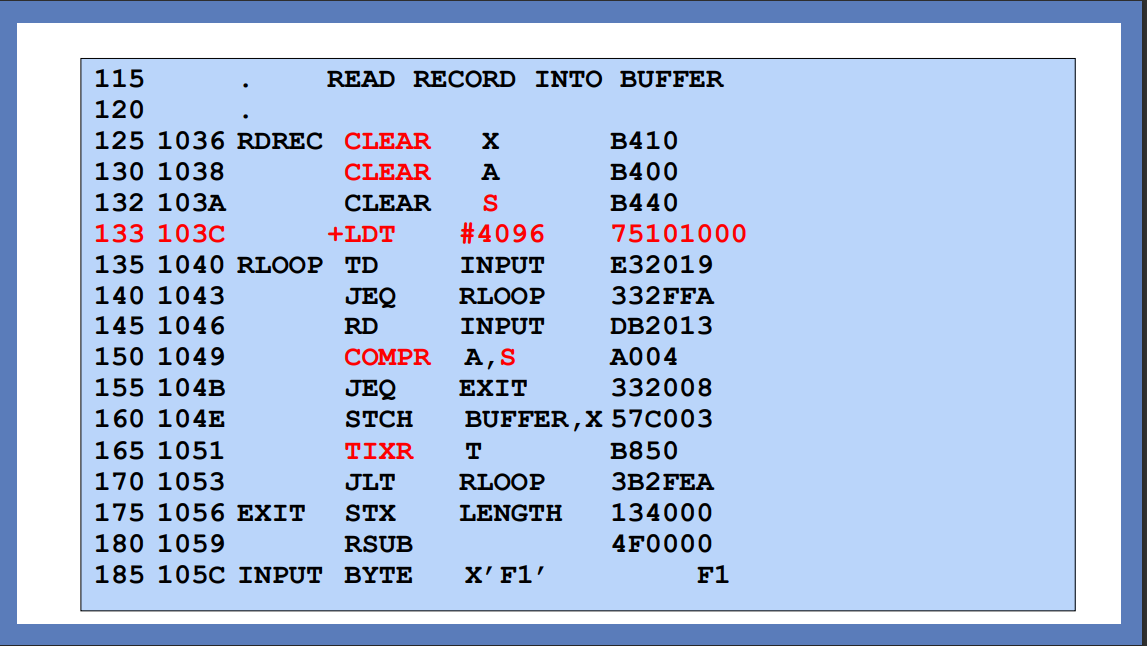 115 . READ RECORD INTO BUFFER
120 .
125 1036 RDREC CLEAR X B410
130 1038 CLEAR A B400
132 103A CLEAR S B440
133 103C +LDT #4096 75101000
135 1040 RLOOP TD INPUT E32019
140 1043 JEQ RLOOP 332FFA
145 1046 RD INPUT DB2013
150 1049 COMPR A,S A004
155 104B JEQ EXIT 332008
160 104E STCH BUFFER,X 57C003
165 1051 TIXR T B850
170 1053 JLT RLOOP 3B2FEA
175 1056 EXIT STX LENGTH 134000
180 1059 RSUB 4F0000
185 105C INPUT BYTE X’F1’ F1